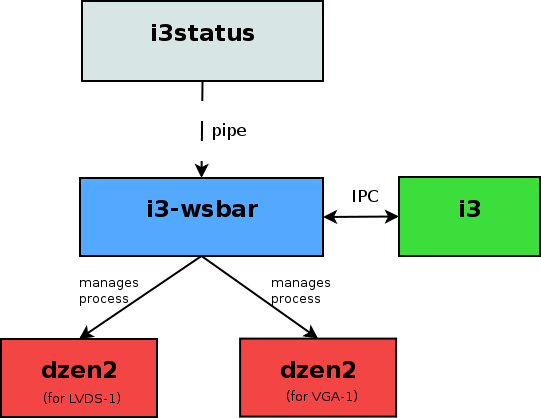 i3status
pipe
i3-wsbar
IPC
i3
manages
process
manages
process
dzen2
(for LVDS-1)
dzen2
(for VGA-1)